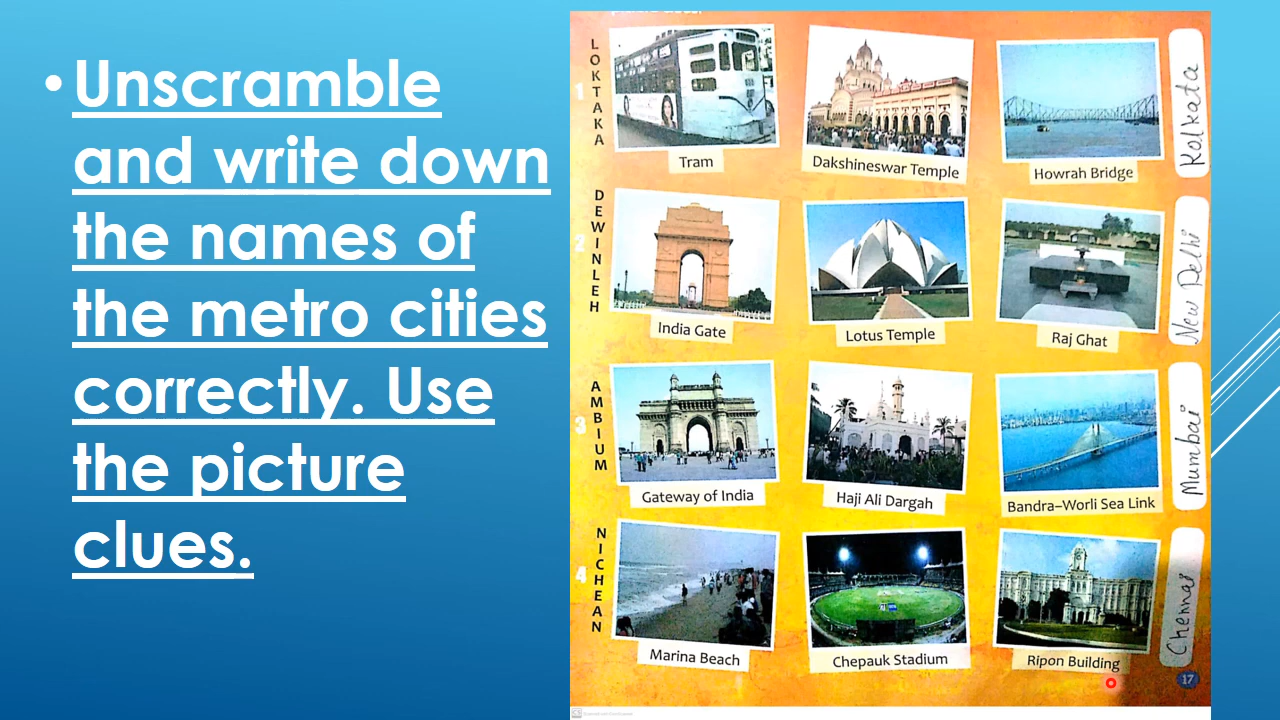 • Unscramble
and write down
the names of
the metro cities
correctly. Use
the picture
clues.
1
LOKTAKA
Tram
Dakshineswar Temple
Howrah Bridge
Kolkata
2
DEWINLEH
India Gate
Lotus Temple
Raj Ghat
New Delhi
3
AMBIUM
Gateway of India
Haji Ali Dargah
Bandra–Worli Sea Link
Mumbai
4
NICHEAN
Marina Beach
Chepauk Stadium
Ripon Building
Chennai
17
CS